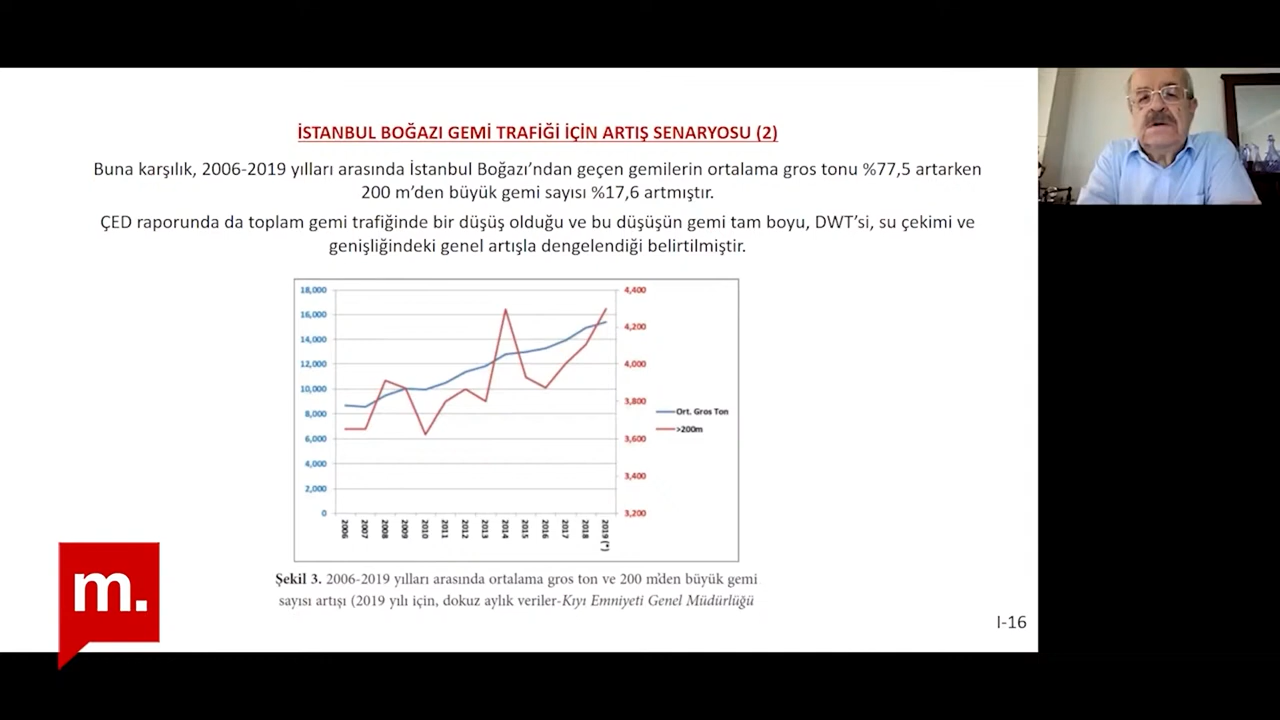 İSTANBUL BOĞAZI GEMİ TRAFİĞİ İÇİN ARTIŞ SENARYOSU (2)
Buna karşılık, 2006-2019 yılları arasında İstanbul Boğazı’ndan geçen gemilerin ortalama gros tonu %77,5 artarken
200 m’den büyük gemi sayısı %17,6 artmıştır.
ÇED raporunda da toplam gemi trafiğinde bir düşüş olduğu ve bu düşüşün gemi tam boyu, DWT’si, su çekimi ve
genişliğindeki genel artışla dengelendiği belirtilmiştir.
18,000
16,000
14,000
12,000
10,000
8,000
6,000
4,000
2,000
0
4,400
4,200
4,000
3,800
3,600
3,400
3,200
Ort. Gros Ton
>200m
2006
2007
2008
2009
2010
2011
2012
2013
2014
2015
2016
2017
2018
2019 (*)
Şekil 3. 2006-2019 yılları arasında ortalama gros ton ve 200 m’den büyük gemi
sayısı artışı (2019 yılı için, dokuz aylık veriler-Kıyı Emniyeti Genel Müdürlüğü
I-16
m.